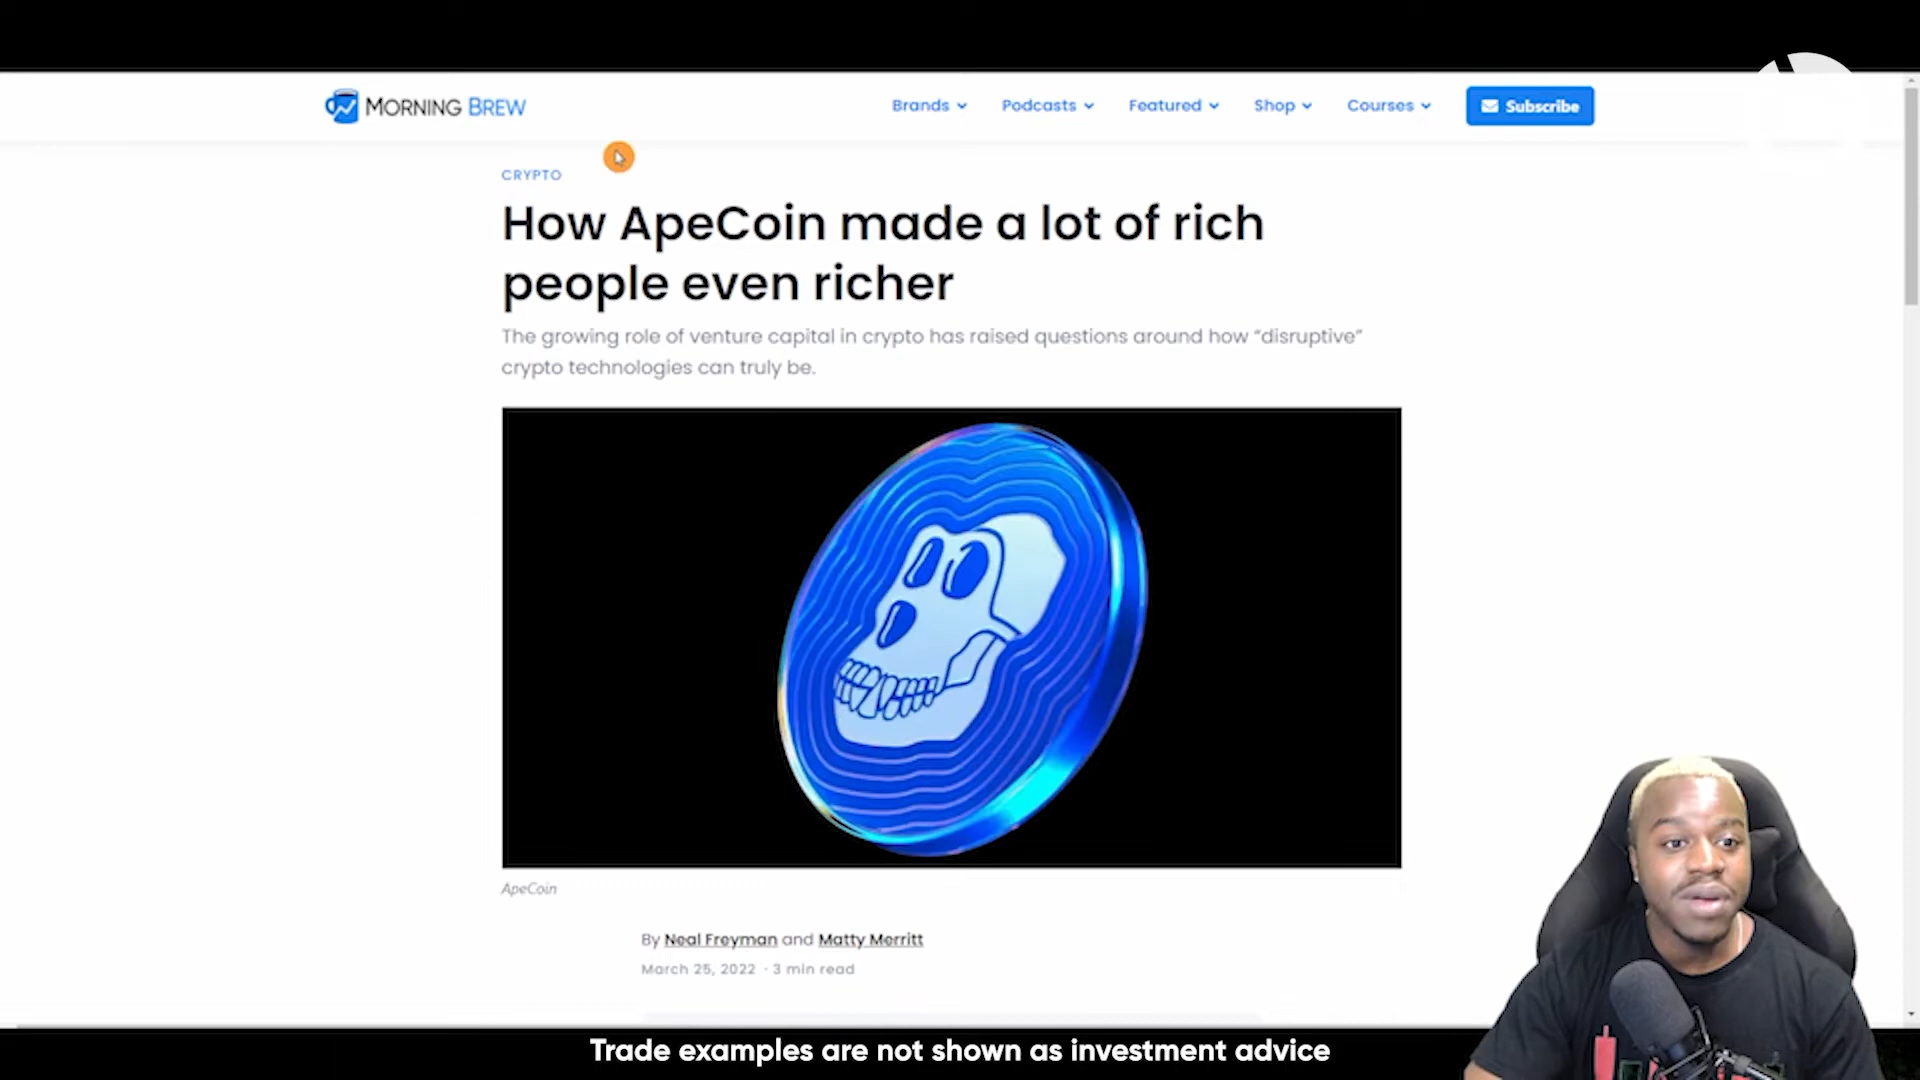 MORNING BREW
Brands Podcasts Featured Shop Courses Subscribe
CRYPTO
How ApeCoin made a lot of rich
people even richer
The growing role of venture capital in crypto has raised questions around how “disruptive”
crypto technologies can truly be.
ApeCoin
By Neal Freyman and Matty Merritt
March 25, 2022 · 3 min read
Trade examples are not shown as investment advice